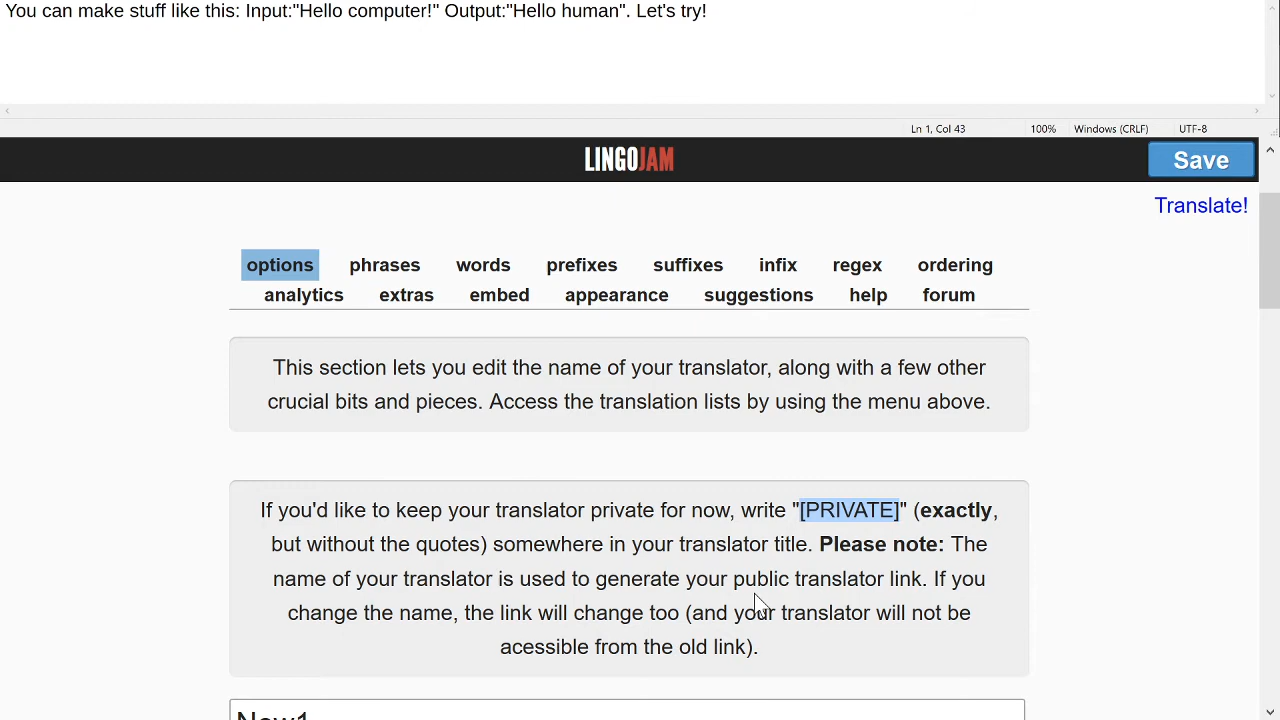 You can make stuff like this: Input:"Hello computer!" Output:"Hello human". Let's try!
Ln 1, Col 43 100% Windows (CRLF) UTF-8
LINGOJAM
Save
Translate!
options phrases words prefixes suffixes infix regex ordering
analytics extras embed appearance suggestions help forum
This section lets you edit the name of your translator, along with a few other
crucial bits and pieces. Access the translation lists by using the menu above.
If you'd like to keep your translator private for now, write "[PRIVATE]" (exactly,
but without the quotes) somewhere in your translator title. Please note: The
name of your translator is used to generate your public translator link. If you
change the name, the link will change too (and your translator will not be
acessible from the old link).
New1